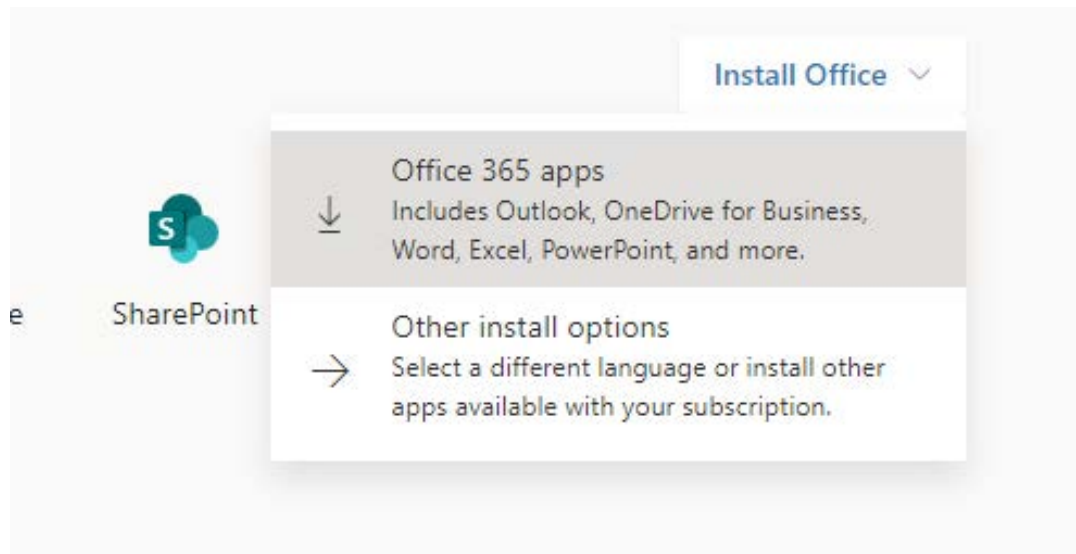 Install Office
Office 365 apps
Includes Outlook, OneDrive for Business,
Word, Excel, PowerPoint, and more.
S
e
SharePoint
Other install options
Select a different language or install other
apps available with your subscription.